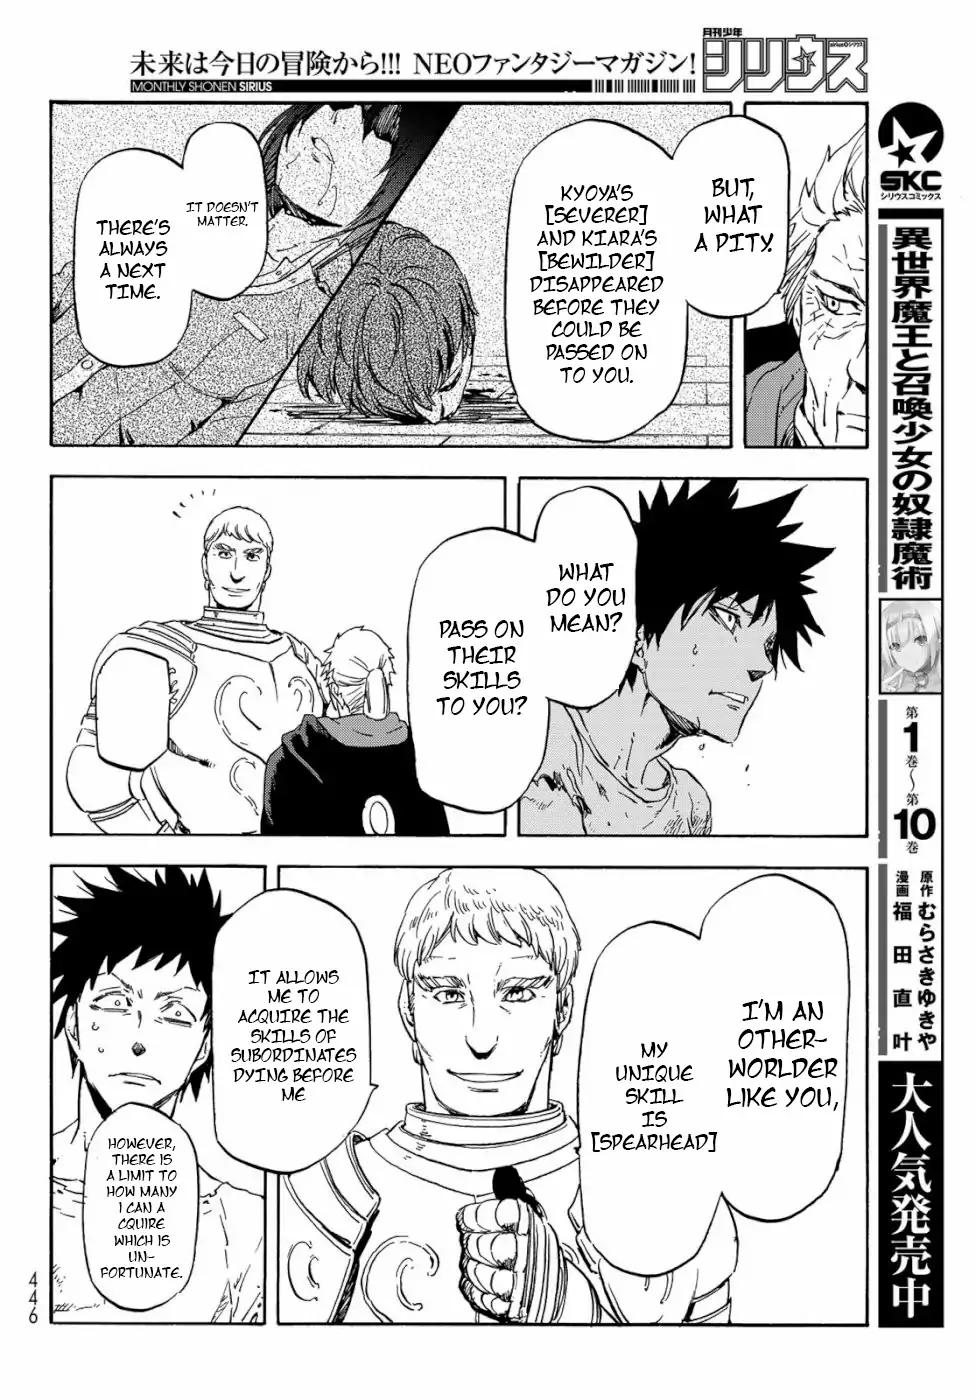 未来は今日の冒険から!!! NEOファンタジーマガジン!
月刊少年
シリウス
MONTHLY SHONEN SIRIUS
BUT,
WHAT
A PITY.
KYOYA'S
[SEVERER]
AND KIARA'S
[BEWILDER]
DISAPPEARED
BEFORE THEY
COULD BE
PASSED ON
TO YOU.
IT DOESN'T
MATTER.
THERE'S
ALWAYS
A NEXT
TIME.
WHAT
DO YOU
MEAN?
PASS ON
THEIR
SKILLS
TO YOU?
I'M AN
OTHER-
WORLDER
LIKE YOU,
MY
UNIQUE
SKILL
IS
[SPEARHEAD]
IT ALLOWS
ME TO
ACQUIRE THE
SKILLS OF
SUBORDINATES
DYING BEFORE
ME
HOWEVER,
THERE IS
A LIMIT TO
HOW MANY
I CAN A
CQUIRE
WHICH IS
UN-
FORTUNATE.
446
SKC
シリウスコミックス
異世界魔王と召喚少女の奴隷魔術
第1巻〜第10巻
原作 むらさきゆきや
漫画 福田直叶
大人気発売中